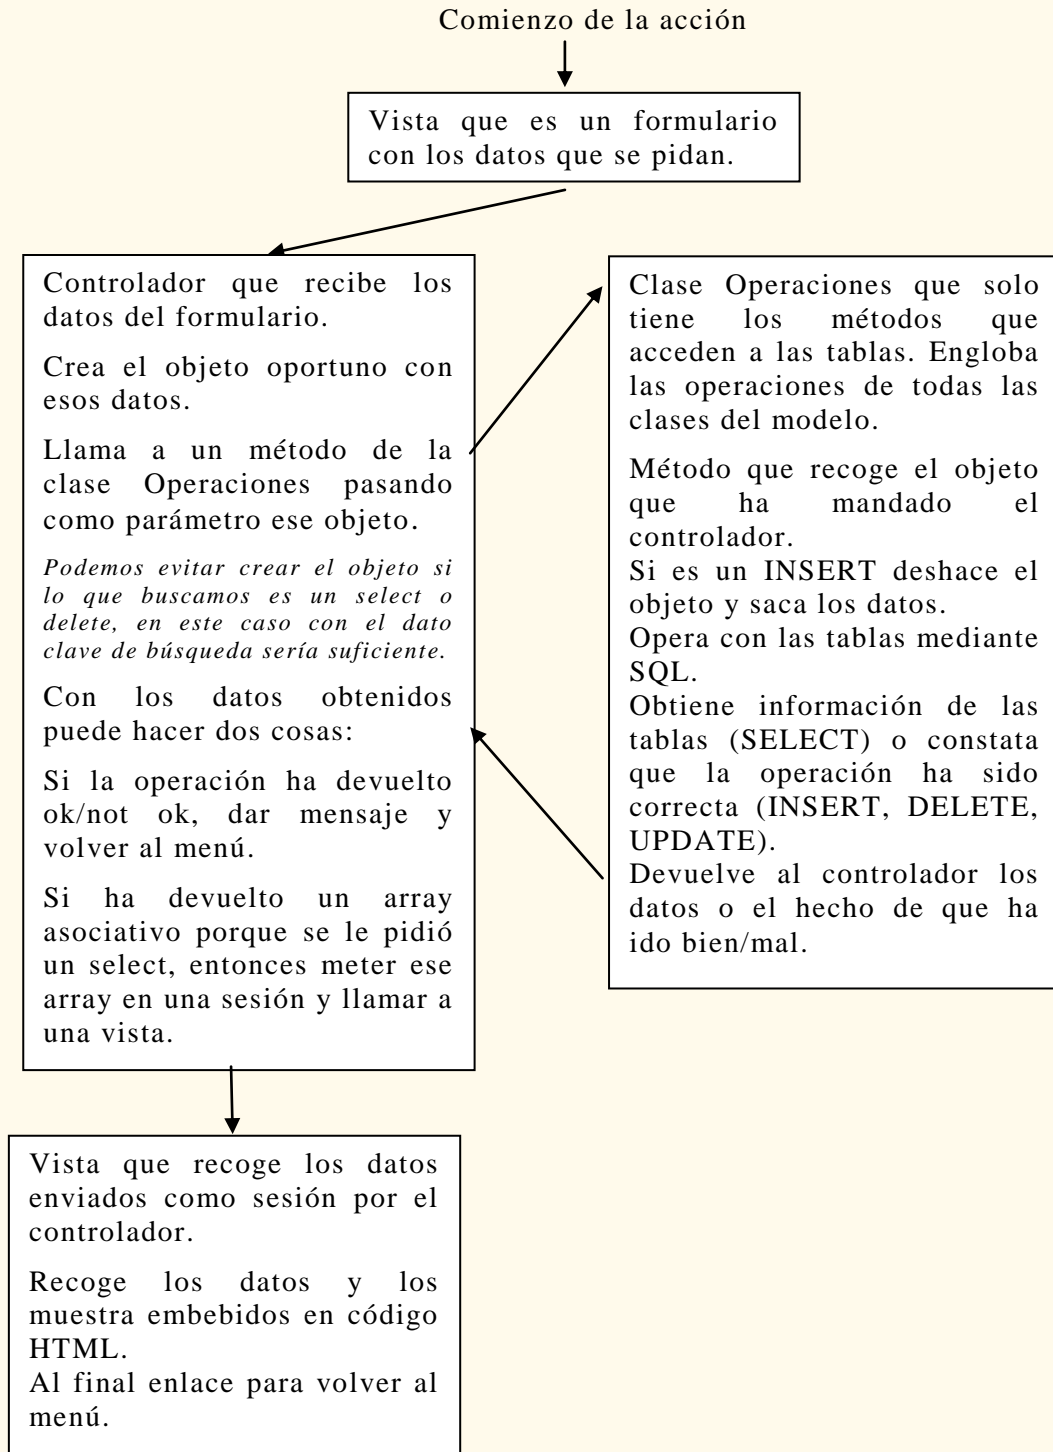 Comienzo de la acción
Vista que es un formulario
con los datos que se pidan.
Controlador que recibe los
datos del formulario.
Crea el objeto oportuno con
esos datos.
Llama a un método de la
clase Operaciones pasando
como parámetro ese objeto.
Podemos evitar crear el objeto si
lo que buscamos es un select o
delete, en este caso con el dato
clave de búsqueda sería suficiente.
Con los datos obtenidos
puede hacer dos cosas:
Si la operación ha devuelto
ok/not ok, dar mensaje y
volver al menú.
Si ha devuelto un array
asociativo porque se le pidió
un select, entonces meter ese
array en una sesión y llamar a
una vista.
Clase Operaciones que solo
tiene los métodos que
acceden a las tablas. Engloba
las operaciones de todas las
clases del modelo.
Método que recoge el objeto
que ha mandado el
controlador.
Si es un INSERT deshace el
objeto y saca los datos.
Opera con las tablas mediante
SQL.
Obtiene información de las
tablas (SELECT) o constata
que la operación ha sido
correcta (INSERT, DELETE,
UPDATE).
Devuelve al controlador los
datos o el hecho de que ha
ido bien/mal.
Vista que recoge los datos
enviados como sesión por el
controlador.
Recoge los datos y los
muestra embebidos en código
HTML.
Al final enlace para volver al
menú.